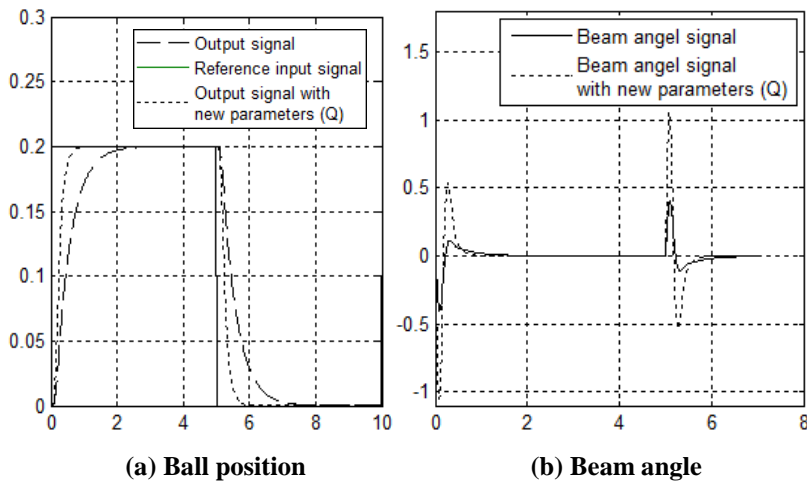 0.3
0.25
0.2
0.15
0.1
0.05
0
0 2 4 6 8 10
Output signal
Reference input signal
Output signal with
new parameters (Q)
(a) Ball position
1.5
1
0.5
0
-0.5
-1
0 2 4 6 8
Beam angel signal
Beam angel signal
with new parameters (Q)
(b) Beam angle